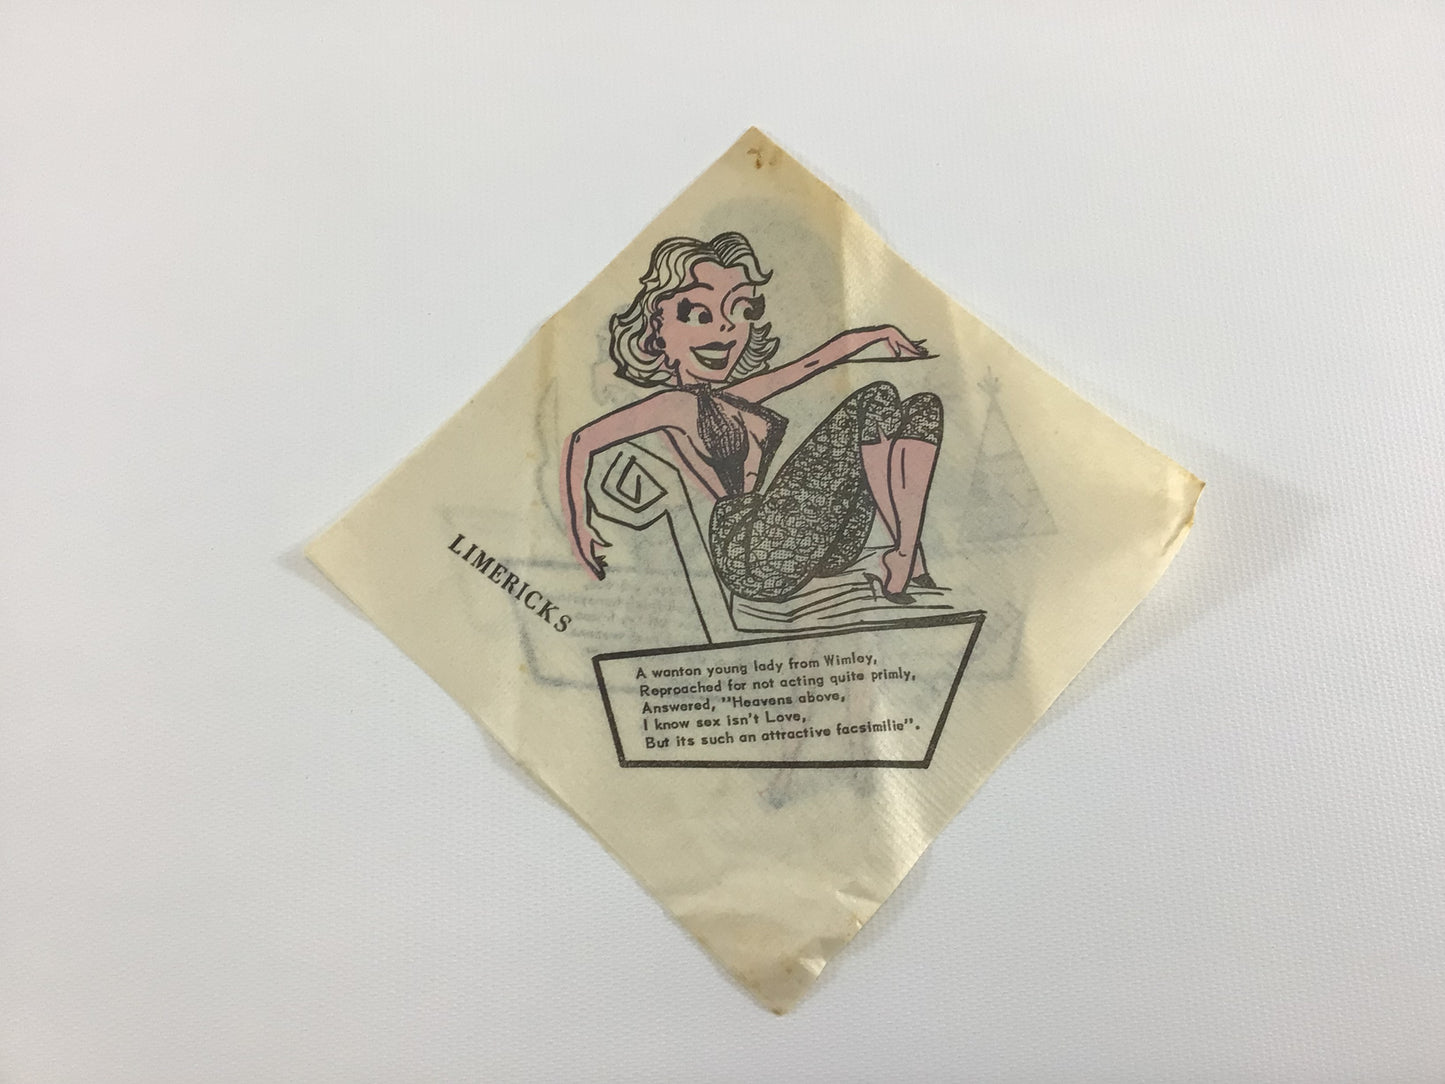 LIMERICKS
A wanton young lady from Wimley,
Reproached for not acting quite primly,
Answered, "Heavens above,
I know sex isn't Love,
But its such an attractive facsimilie".